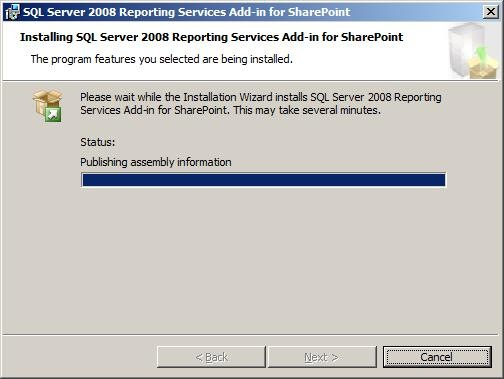 SQL Server 2008 Reporting Services Add-in for SharePoint
Installing SQL Server 2008 Reporting Services Add-in for SharePoint
The program features you selected are being installed.
Please wait while the Installation Wizard installs SQL Server 2008 Reporting
Services Add-in for SharePoint. This may take several minutes.
Status:
Publishing assembly information
< Back
Next >
Cancel